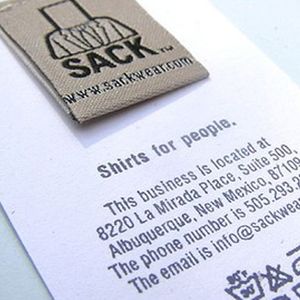 SACK™
www.sackwear.com
Shirts for people.
This business is located at
8220 La Mirada Place, Suite 500,
Albuquerque, New Mexico, 87109
The phone number is 505.293.2
The email is info@sackwea